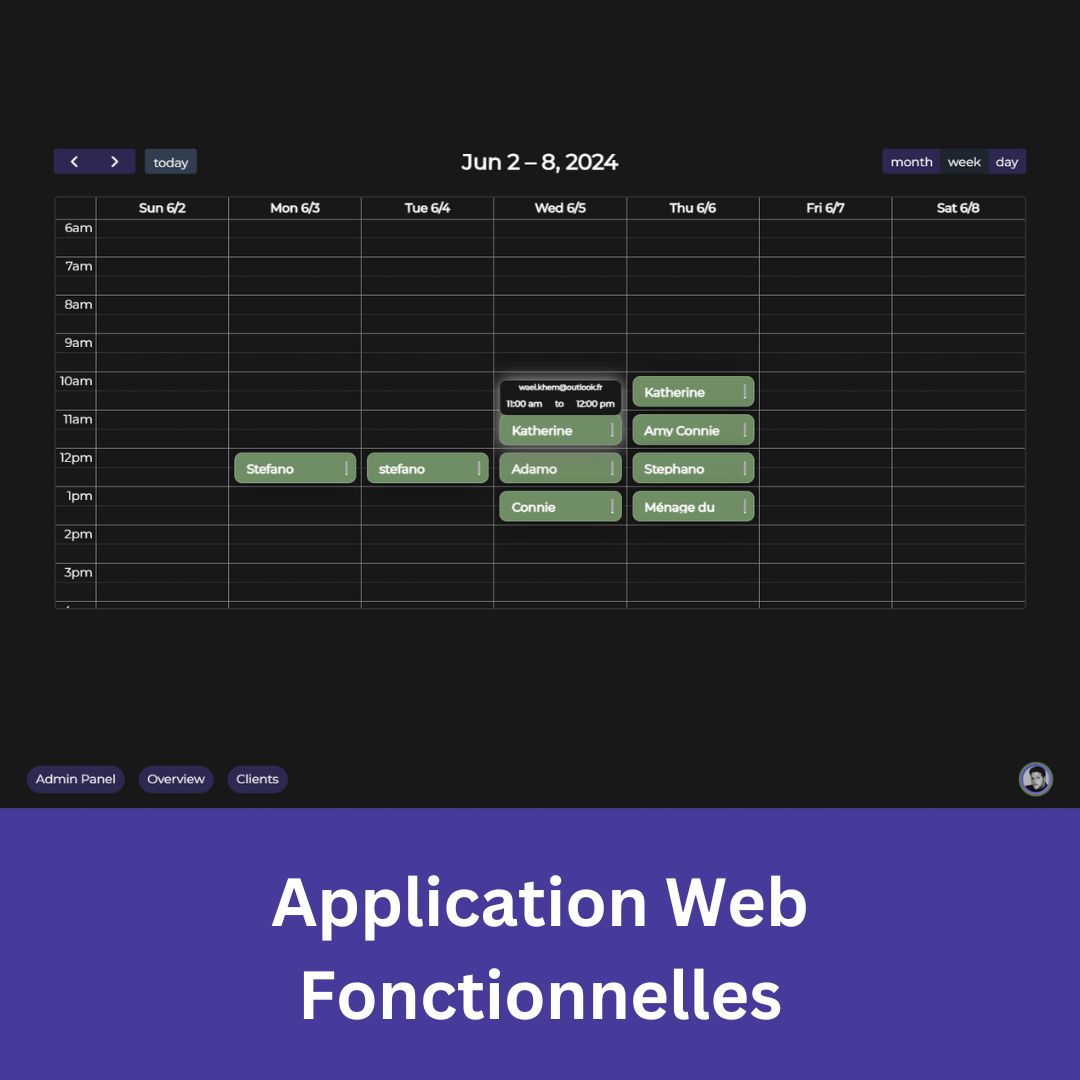 today
Jun 2 – 8, 2024
month week day
Sun 6/2 Mon 6/3 Tue 6/4 Wed 6/5 Thu 6/6 Fri 6/7 Sat 6/8
6am
7am
8am
9am
10am
wael.khem@outlook.fr
11:00 am to 12:00 pm
Katherine
11am
Katherine
Amy Connie
12pm
Stefano
stefano
Adamo
Stephano
1pm
Connie
Ménage du
2pm
3pm
Admin Panel Overview Clients
Application Web
Fonctionnelles